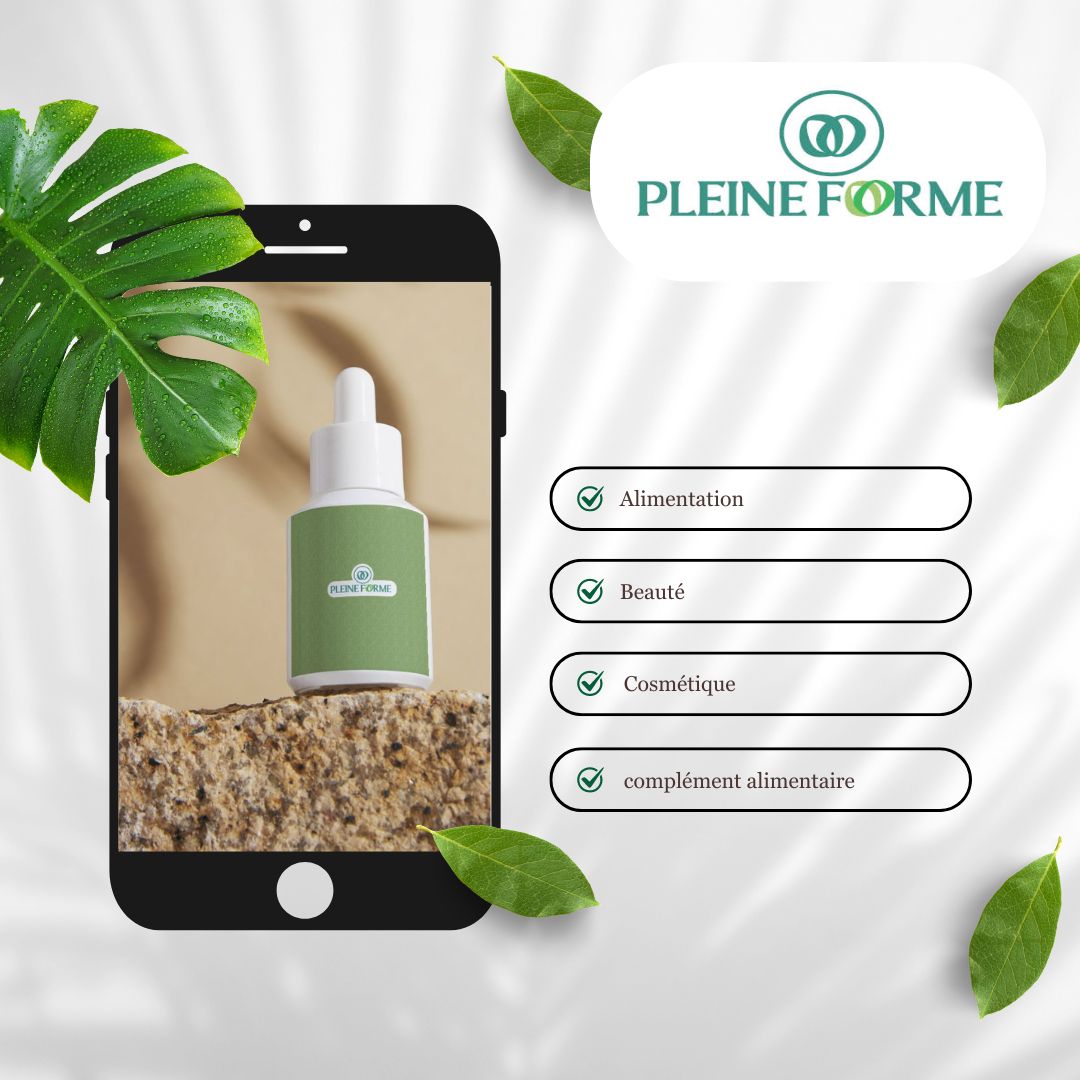 PLEINE FORME
Alimentation
Beauté
Cosmétique
complément alimentaire
PLEINE FORME